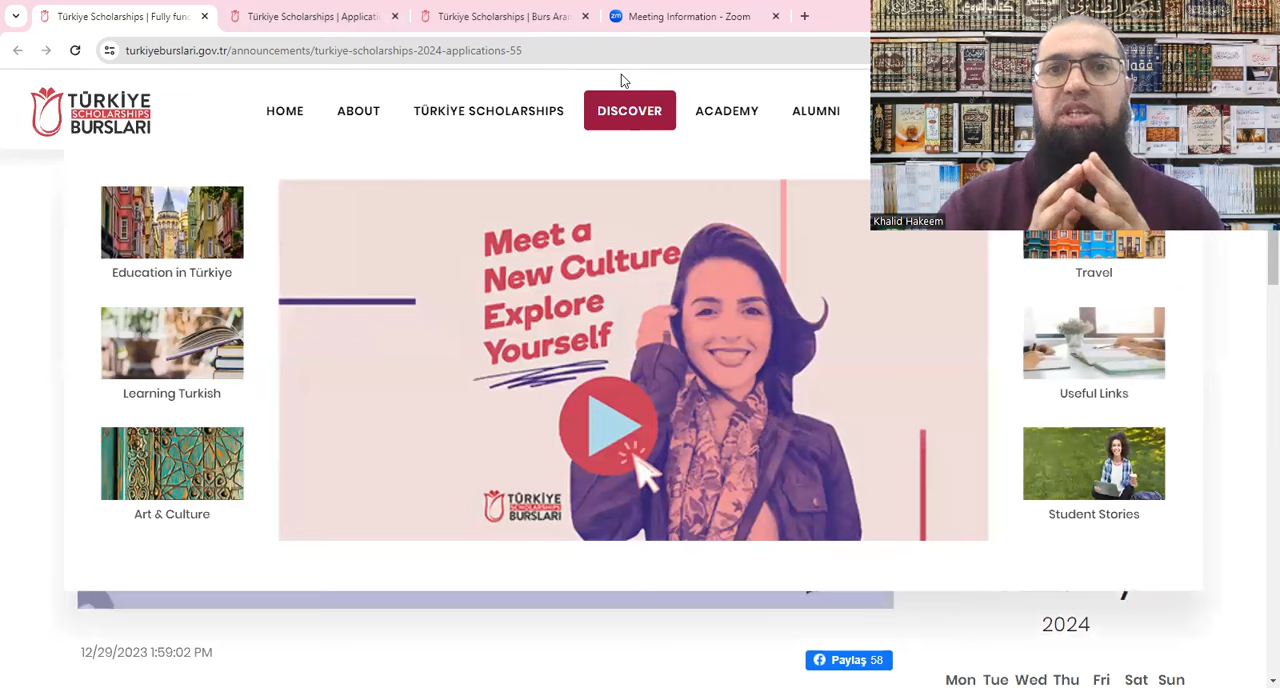 Türkiye Scholarships | Fully fun
Türkiye Scholarships | Applicati
Türkiye Scholarships | Burs Aran
zm
Meeting Information - Zoom
turkiyeburslari.gov.tr/announcements/turkiye-scholarships-2024-applications-55
TÜRKİYE
SCHOLARSHIPS
BURSLARI
HOME
ABOUT
TÜRKİYE SCHOLARSHIPS
DISCOVER
ACADEMY
ALUMNI
Khalid Hakeem
Education in Türkiye
Learning Turkish
Art & Culture
Meet a
New Culture
Explore
Yourself
TÜRKİYE
SCHOLARSHIPS
BURSLARI
Travel
Useful Links
Student Stories
2024
12/29/2023 1:59:02 PM
Paylaş 58
Mon Tue Wed Thu Fri Sat Sun